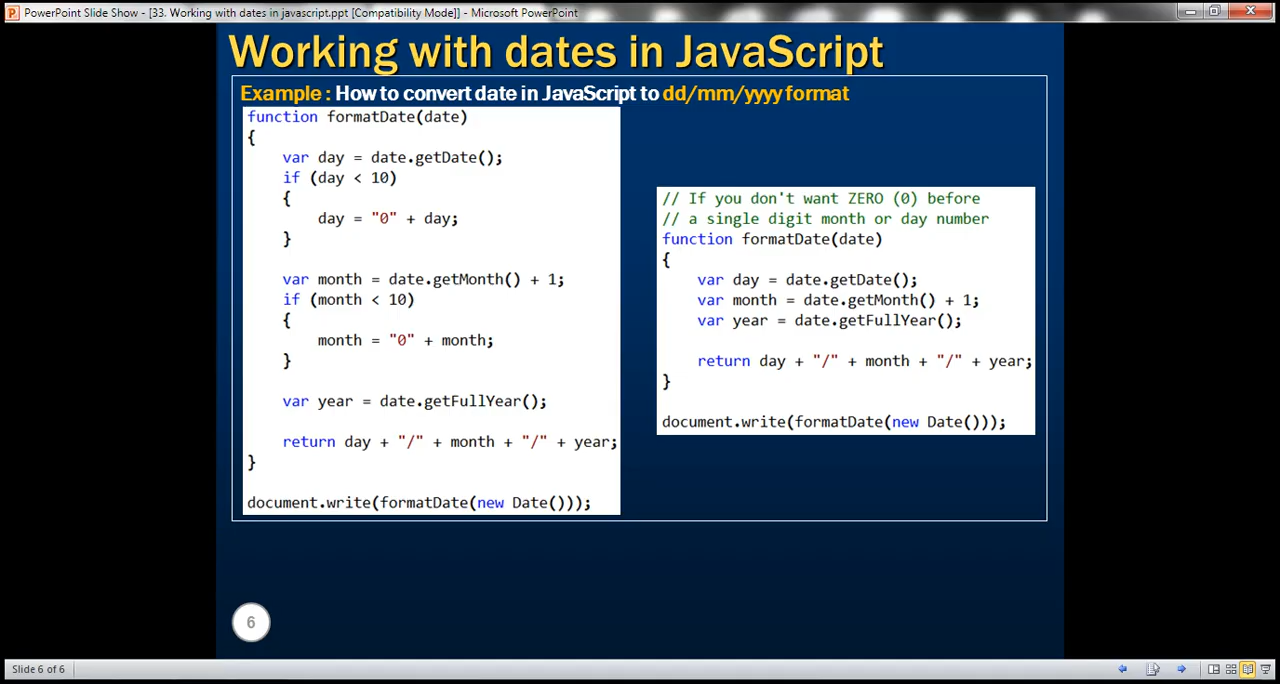 PowerPoint Slide Show - [33. Working with dates in javascript.ppt [Compatibility Mode]] - Microsoft PowerPoint
Working with dates in JavaScript
Example : How to convert date in JavaScript to dd/mm/yyyy format
function formatDate(date)
{
    var day = date.getDate();
    if (day < 10)
    {
        day = "0" + day;
    }
    var month = date.getMonth() + 1;
    if (month < 10)
    {
        month = "0" + month;
    }
    var year = date.getFullYear();
    return day + "/" + month + "/" + year;
}
document.write(formatDate(new Date()));
// If you don't want ZERO (0) before
// a single digit month or day number
function formatDate(date)
{
    var day = date.getDate();
    var month = date.getMonth() + 1;
    var year = date.getFullYear();
    return day + "/" + month + "/" + year;
}
document.write(formatDate(new Date()));
6
Slide 6 of 6